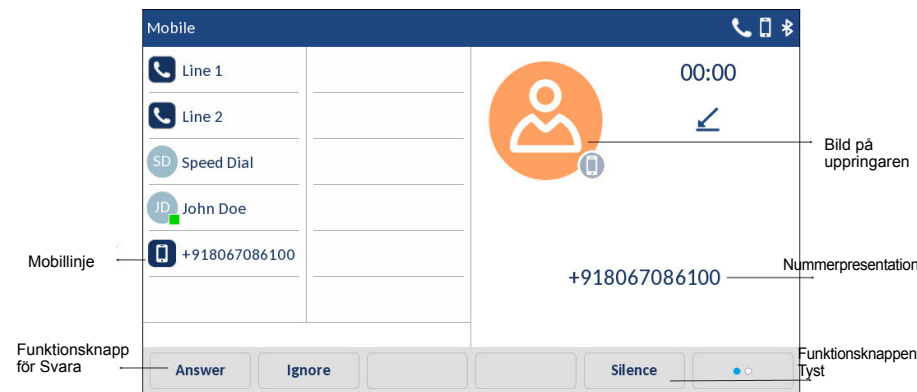 Mobile
Line 1
Line 2
SD Speed Dial
JD John Doe
+918067086100
00:00
+918067086100
Answer
Ignore
Silence
Bild på
uppringaren
Mobillinje
Nummerpresentation
Funktionsknapp
för Svara
Funktionsknappen
Tyst